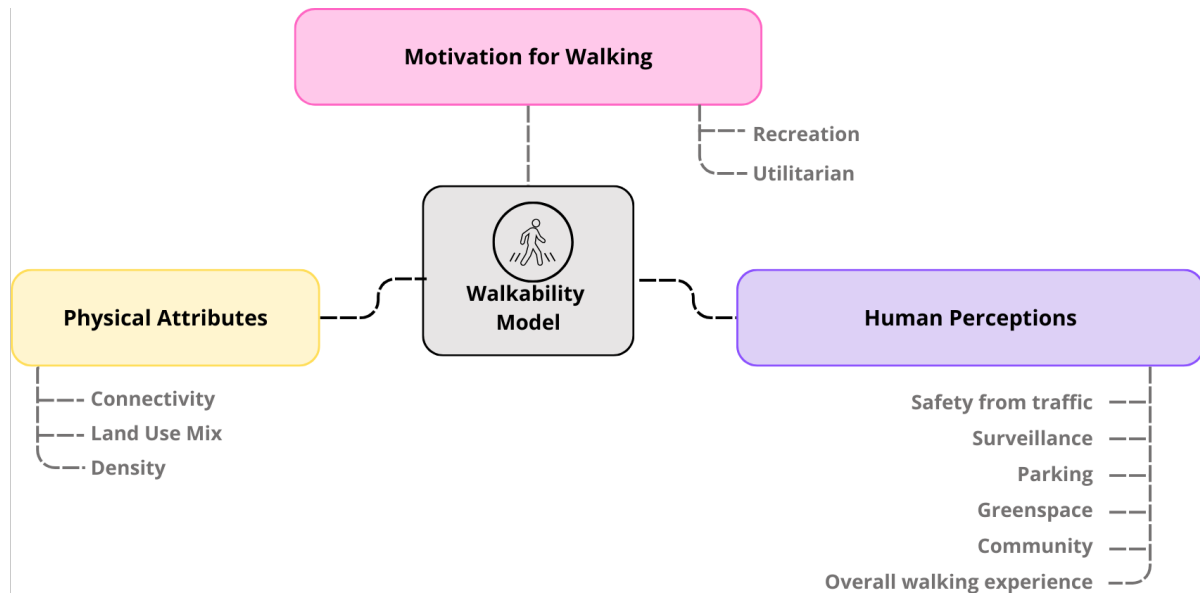 Motivation for Walking
Recreation
Utilitarian
Walkability
Model
Physical Attributes
Connectivity
Land Use Mix
Density
Human Perceptions
Safety from traffic
Surveillance
Parking
Greenspace
Community
Overall walking experience